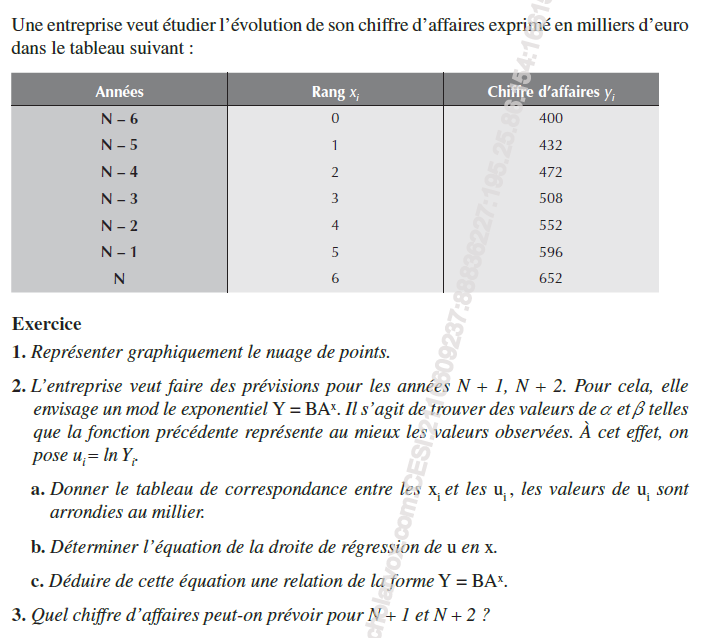 Une entreprise veut étudier l'évolution de son chiffre d'affaires exprimé en milliers d'euro
dans le tableau suivant :
Années Rang xᵢ Chiffre d'affaires yᵢ
N – 6 0 400
N – 5 1 432
N – 4 2 472
N – 3 3 508
N – 2 4 552
N – 1 5 596
N 6 652
Exercice
1. Représenter graphiquement le nuage de points.
2. L'entreprise veut faire des prévisions pour les années N + 1, N + 2. Pour cela, elle
envisage un mod le exponentiel Y = BAˣ. Il s'agit de trouver des valeurs de α et β telles
que la fonction précédente représente au mieux les valeurs observées. À cet effet, on
pose uᵢ = ln Yᵢ.
a. Donner le tableau de correspondance entre les xᵢ et les uᵢ, les valeurs de uᵢ sont
arrondies au millier.
b. Déterminer l'équation de la droite de régression de u en x.
c. Déduire de cette équation une relation de la forme Y = BAˣ.
3. Quel chiffre d'affaires peut-on prévoir pour N + 1 et N + 2 ?